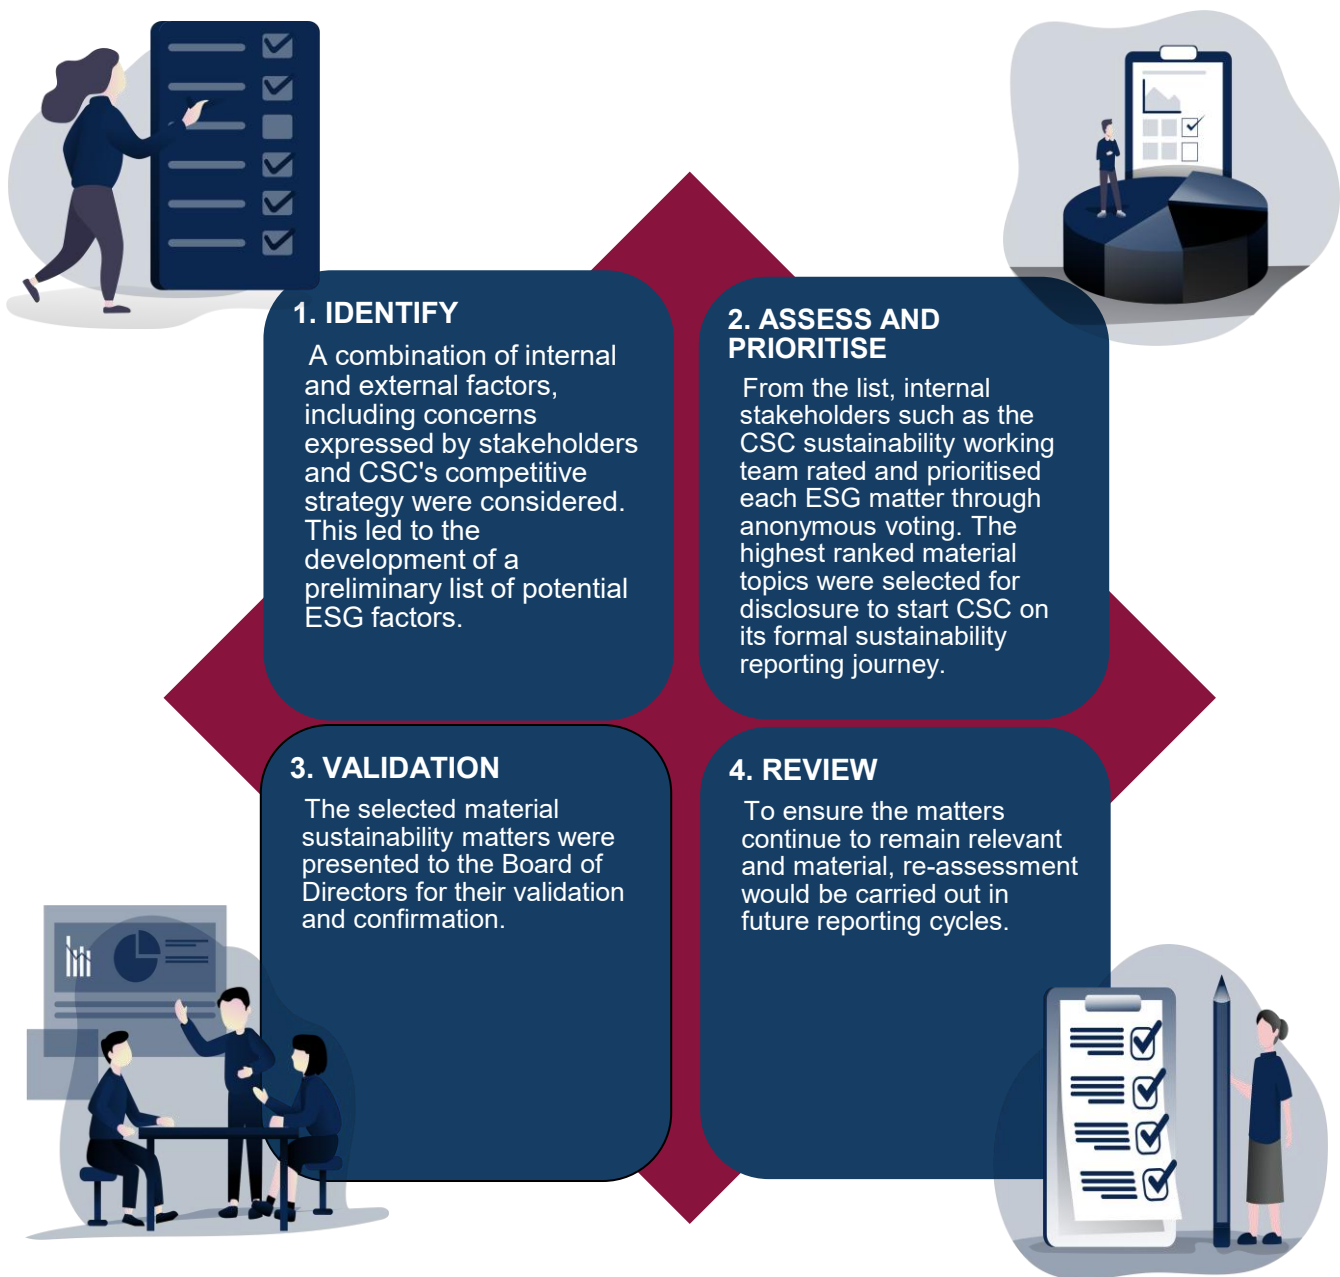 1. IDENTIFY
A combination of internal
and external factors,
including concerns
expressed by stakeholders
and CSC's competitive
strategy were considered.
This led to the
development of a
preliminary list of potential
ESG factors.
2. ASSESS AND
PRIORITISE
From the list, internal
stakeholders such as the
CSC sustainability working
team rated and prioritised
each ESG matter through
anonymous voting. The
highest ranked material
topics were selected for
disclosure to start CSC on
its formal sustainability
reporting journey.
3. VALIDATION
The selected material
sustainability matters were
presented to the Board of
Directors for their validation
and confirmation.
4. REVIEW
To ensure the matters
continue to remain relevant
and material, re-assessment
would be carried out in
future reporting cycles.